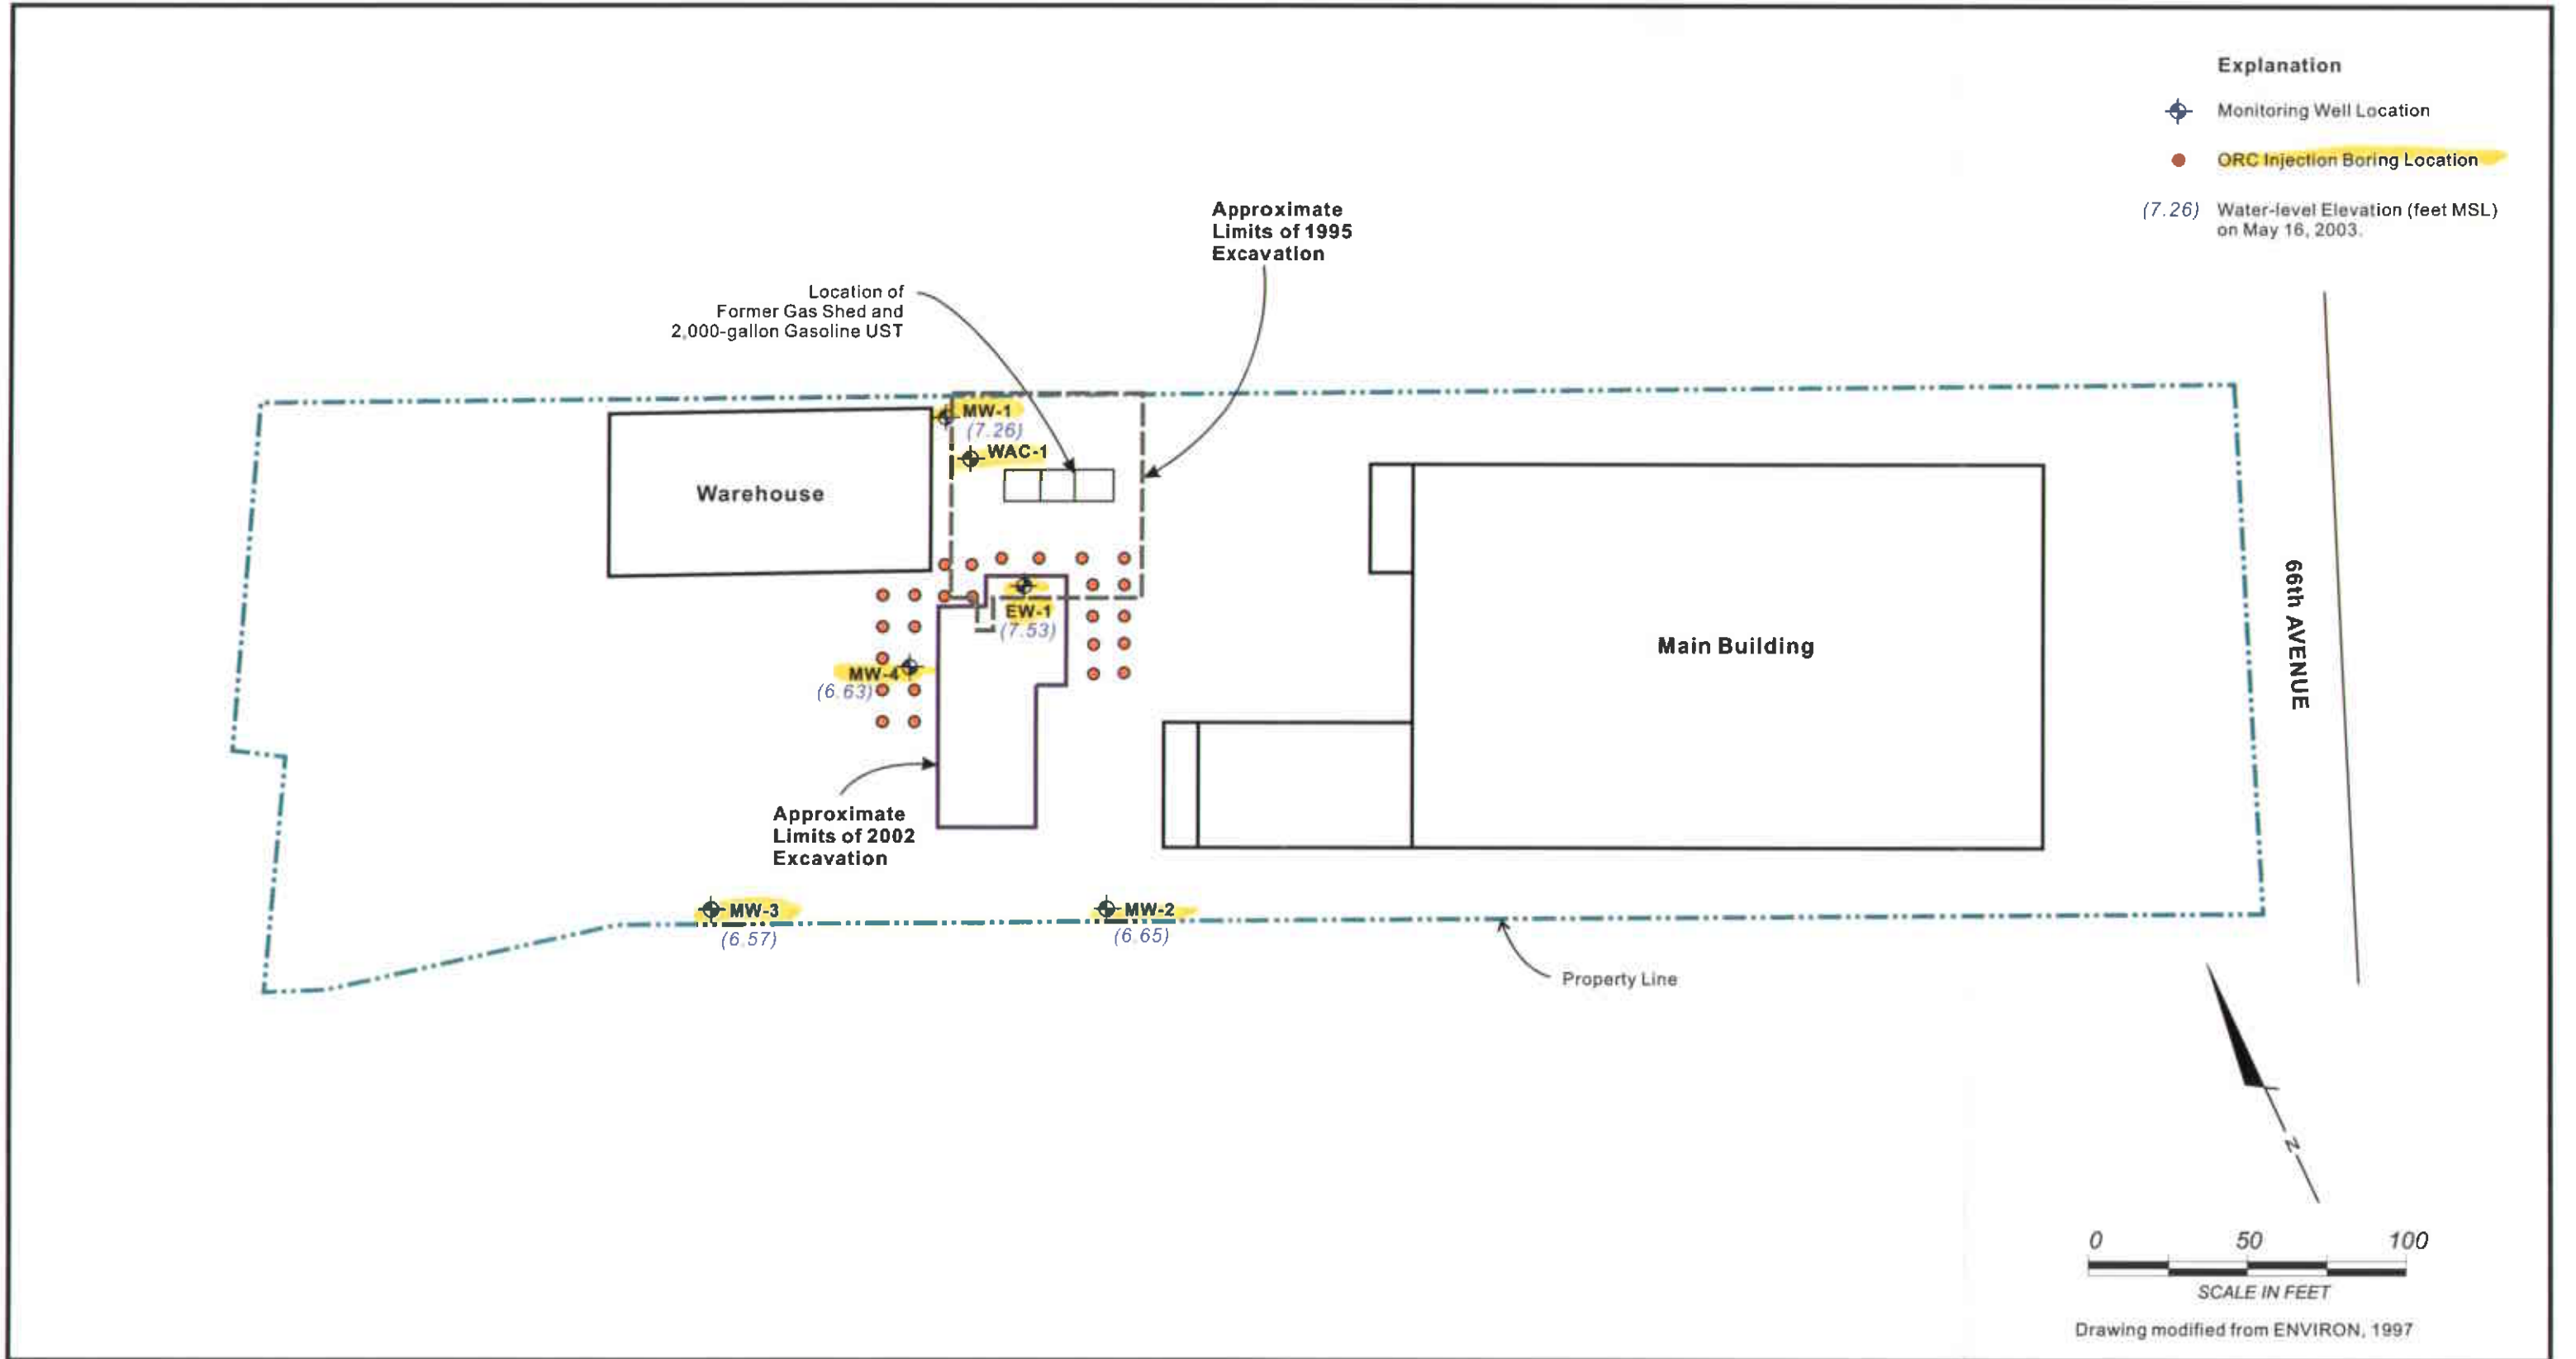 Explanation
Monitoring Well Location
ORC Injection Boring Location
(7.26) Water-level Elevation (feet MSL)
on May 16, 2003.
Approximate
Limits of 1995
Excavation
Location of
Former Gas Shed and
2,000-gallon Gasoline UST
MW-1
(7.26)
WAC-1
Warehouse
EW-1
(7.53)
MW-4
(6.63)
Main Building
66th AVENUE
Approximate
Limits of 2002
Excavation
MW-3
(6.57)
MW-2
(6.65)
Property Line
N
0 50 100
SCALE IN FEET
Drawing modified from ENVIRON, 1997